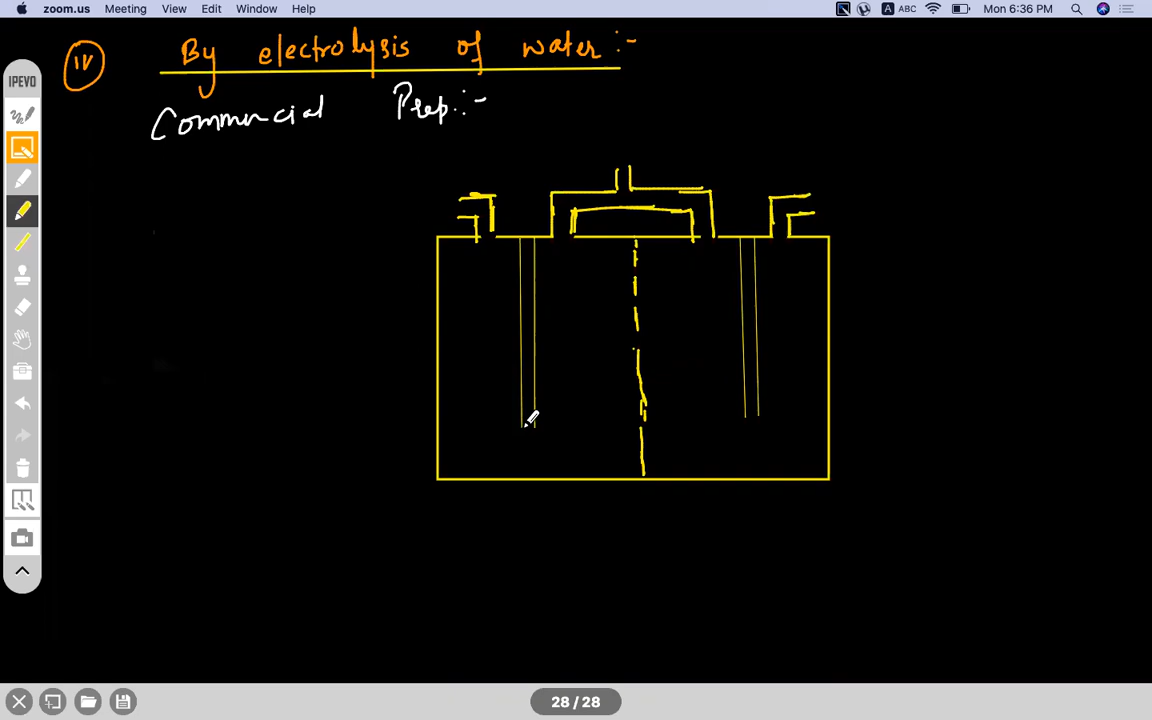 zoom.us Meeting View Edit Window Help ABC Mon 6:36 PM
IPEVO
iv By electrolysis of water :-
Commercial Prep :-
28 / 28